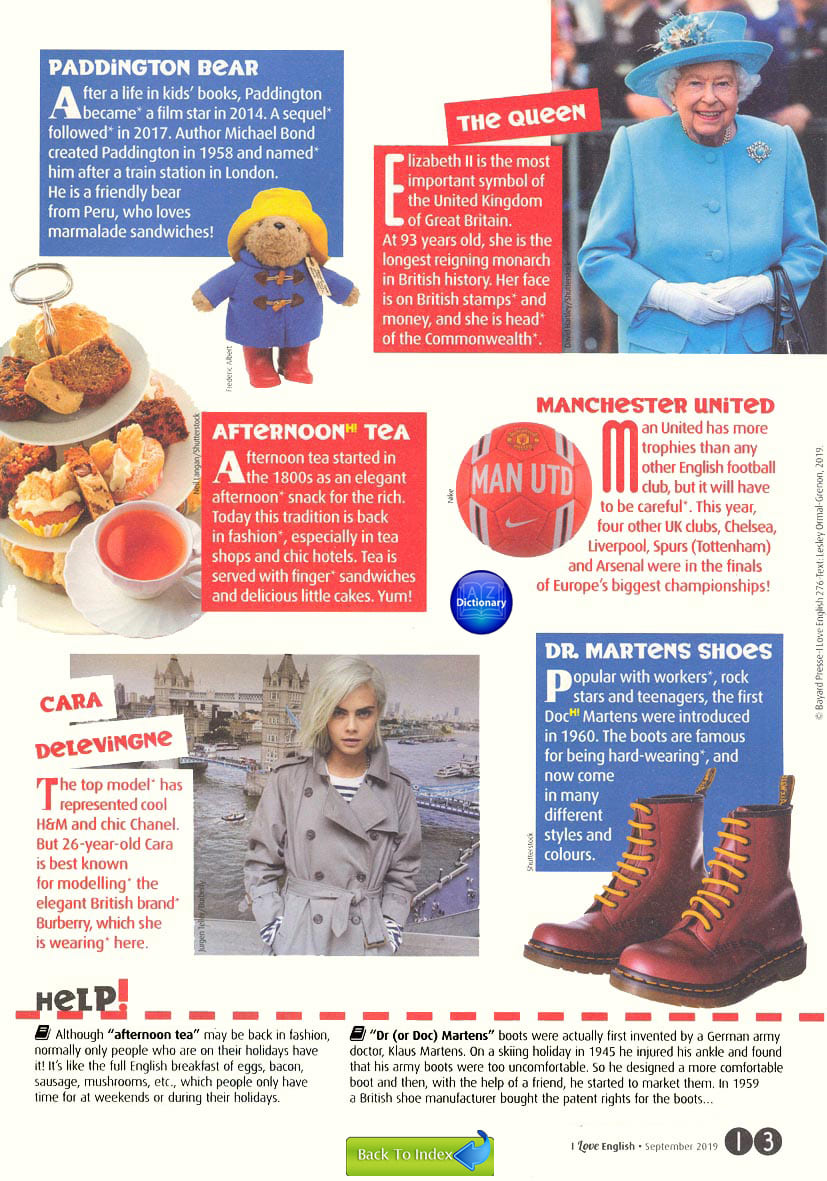 PADDINGTON BEAR
After a life in kids' books, Paddington
became* a film star in 2014. A sequel*
followed* in 2017. Author Michael Bond
created Paddington in 1958 and named*
him after a train station in London.
He is a friendly bear
from Peru, who loves
marmalade sandwiches!
Frederic Albert
THE QUEEN
Elizabeth II is the most
important symbol of
the United Kingdom
of Great Britain.
At 93 years old, she is the
longest reigning monarch
in British history. Her face
is on British stamps* and
money, and she is head*
of the Commonwealth*.
David Hartley/Shutterstock
Neil Langan/Shutterstock
AFTERNOON H! TEA
Afternoon tea started in
the 1800s as an elegant
afternoon* snack for the rich.
Today this tradition is back
in fashion*, especially in tea
shops and chic hotels. Tea is
served with finger* sandwiches
and delicious little cakes. Yum!
MANCHESTER UNITED
Man United has more
trophies than any
other English football
club, but it will have
to be careful*. This year,
four other UK clubs, Chelsea,
Liverpool, Spurs (Tottenham)
and Arsenal were in the finals
of Europe's biggest championships!
MAN UTD
Nike
A Z
Dictionary
© Bayard Presse-I Love English 276-Text: Lesley Ormal-Grenon, 2019.
CARA
DELEVINGNE
The top model* has
represented cool
H&M and chic Chanel.
But 26-year-old Cara
is best known
for modelling* the
elegant British brand*
Burberry, which she
is wearing* here.
Jurgen Teller/Burberry
DR. MARTENS SHOES
Popular with workers*, rock
stars and teenagers, the first
Doc H! Martens were introduced
in 1960. The boots are famous
for being hard-wearing*, and
now come
in many
different
styles and
colours.
Shutterstock
HELP!
Although "afternoon tea" may be back in fashion,
normally only people who are on their holidays have
it! It's like the full English breakfast of eggs, bacon,
sausage, mushrooms, etc., which people only have
time for at weekends or during their holidays.
"Dr (or Doc) Martens" boots were actually first invented by a German army
doctor, Klaus Martens. On a skiing holiday in 1945 he injured his ankle and found
that his army boots were too uncomfortable. So he designed a more comfortable
boot and then, with the help of a friend, he started to market them. In 1959
a British shoe manufacturer bought the patent rights for the boots...
Back To Index
I Love English • September 2019 13